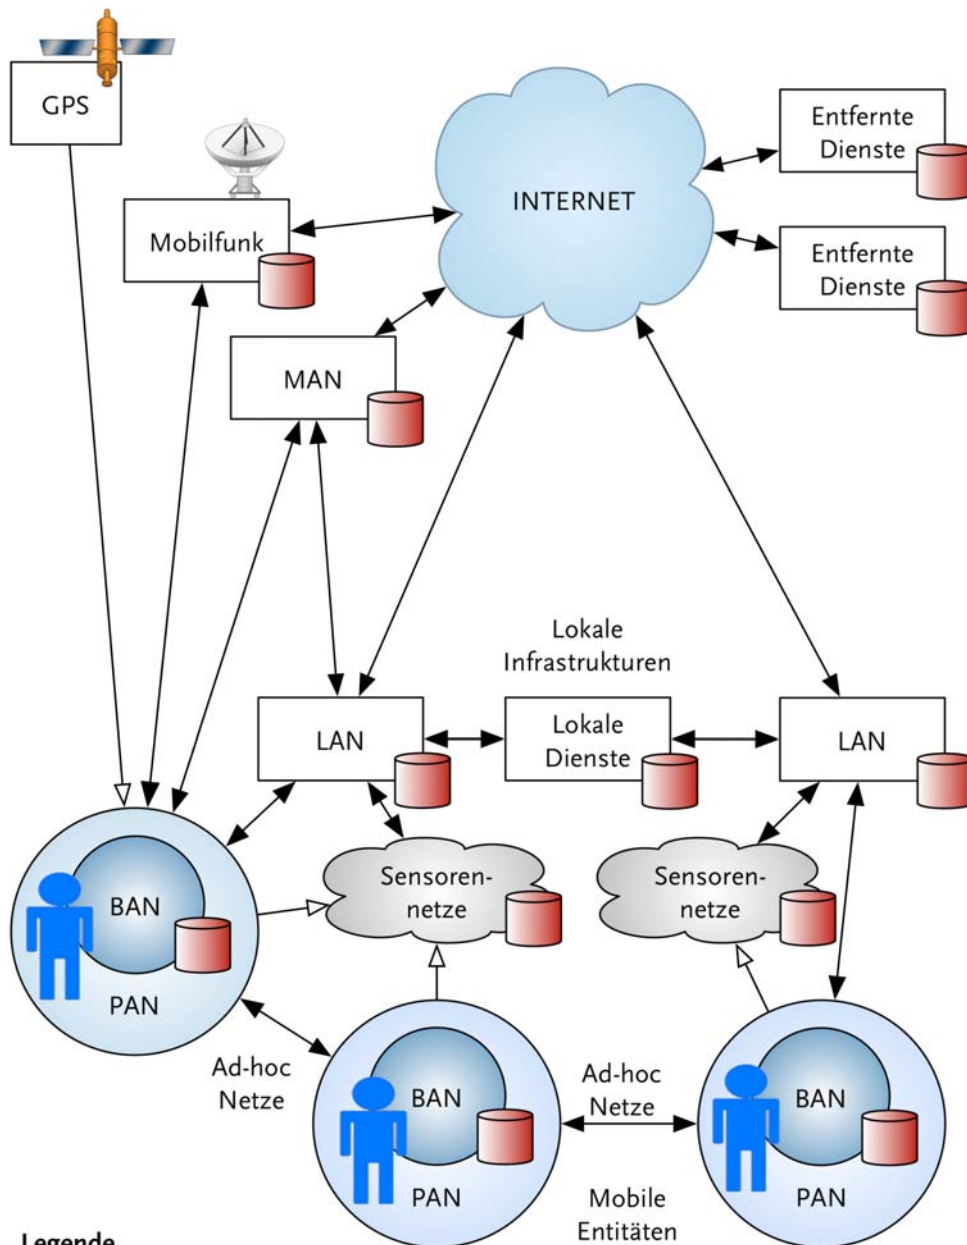 GPS
Entfernte
Dienste
INTERNET
Mobilfunk
Entfernte
Dienste
MAN
Lokale
Infrastrukturen
LAN
Lokale
Dienste
LAN
Sensoren-
netze
Sensoren-
netze
BAN
PAN
Ad-hoc
Netze
BAN
PAN
Ad-hoc
Netze
BAN
PAN
Mobile
Entitäten
Legende